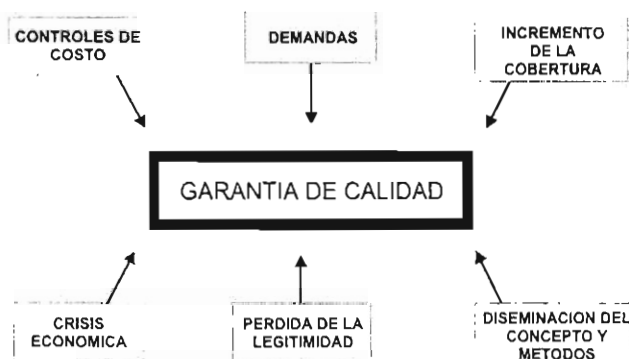 CONTROLES DE
COSTO
DEMANDAS
INCREMENTO
DE LA
COBERTURA
GARANTIA DE CALIDAD
CRISIS
ECONOMICA
PERDIDA DE LA
LEGITIMIDAD
DISEMINACION DEL
CONCEPTO Y
METODOS